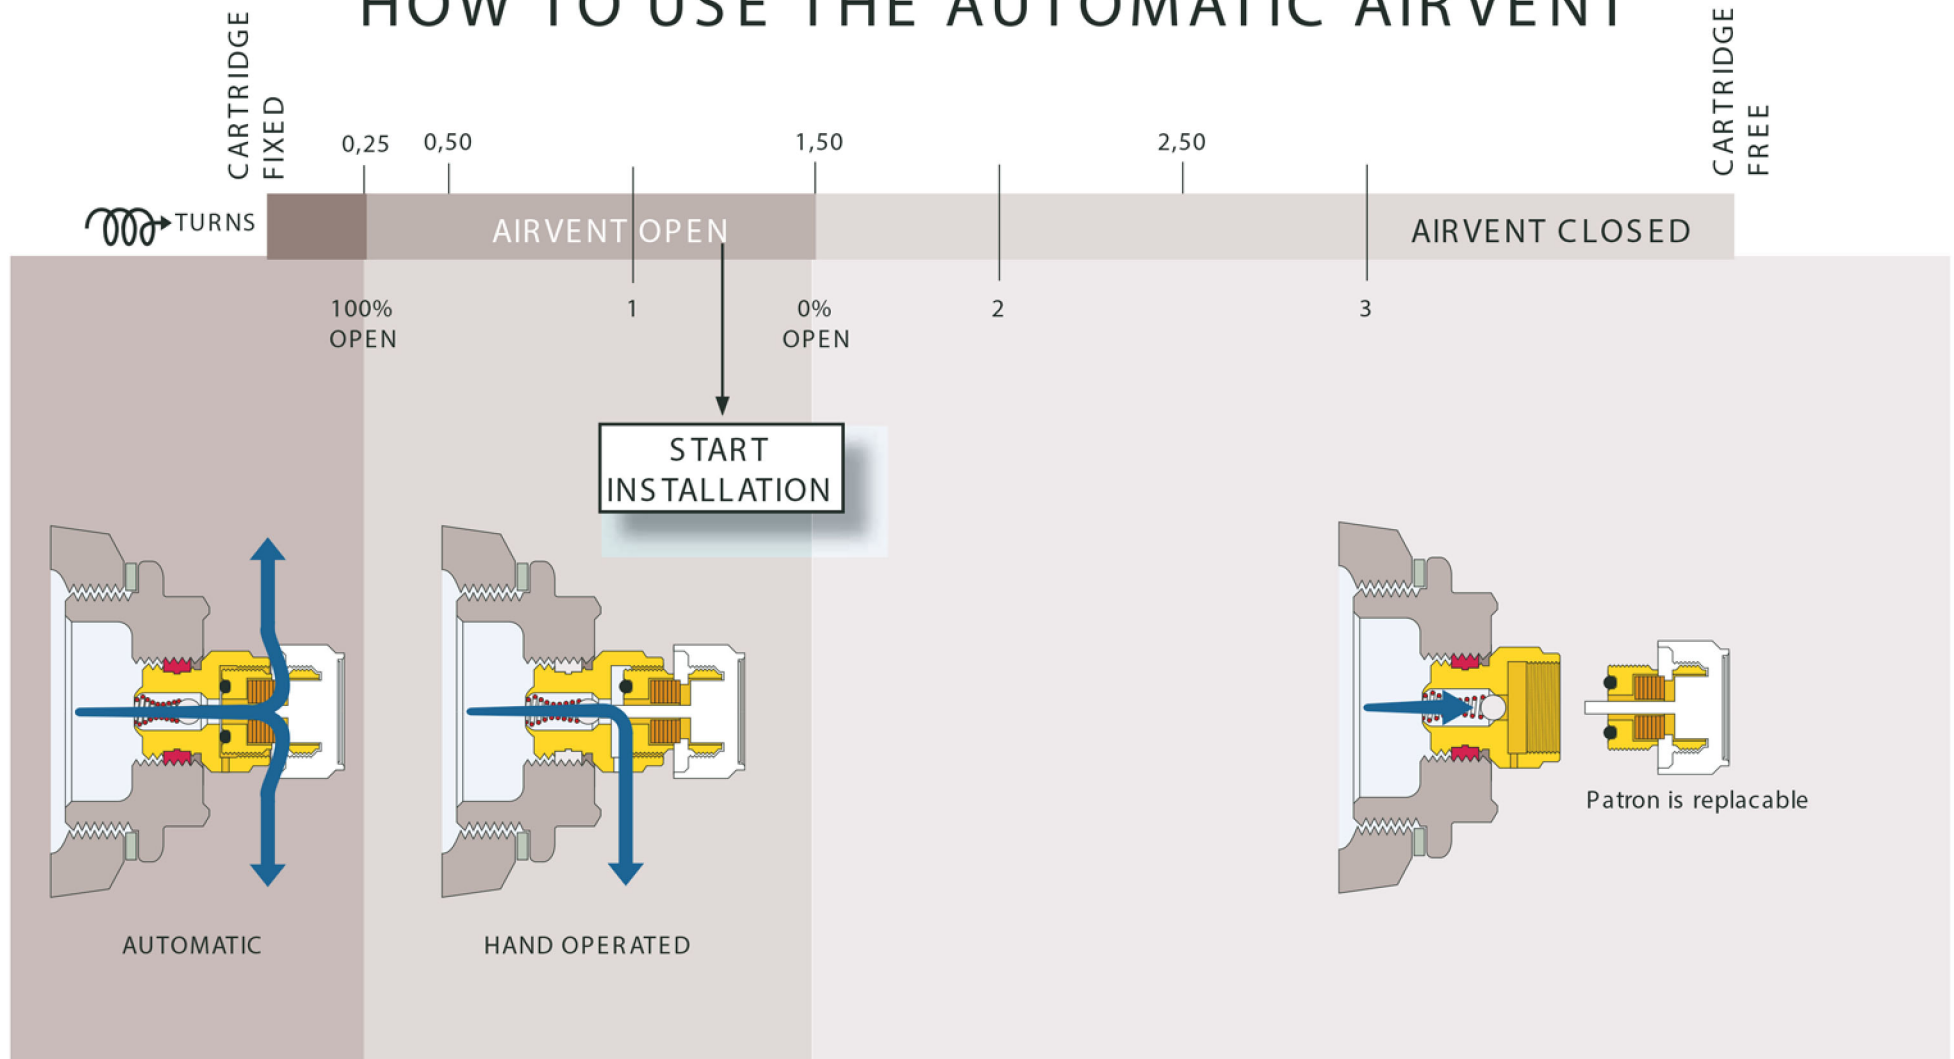 HOW TO USE THE AUTOMATIC AIRVENT
CARTRIDGE
FIXED
CARTRIDGE
FREE
0,25
0,50
1,50
2,50
TURNS
AIRVENT OPEN
AIRVENT CLOSED
100%
OPEN
1
0%
OPEN
2
3
START
INSTALLATION
Patron is replacable
AUTOMATIC
HAND OPERATED